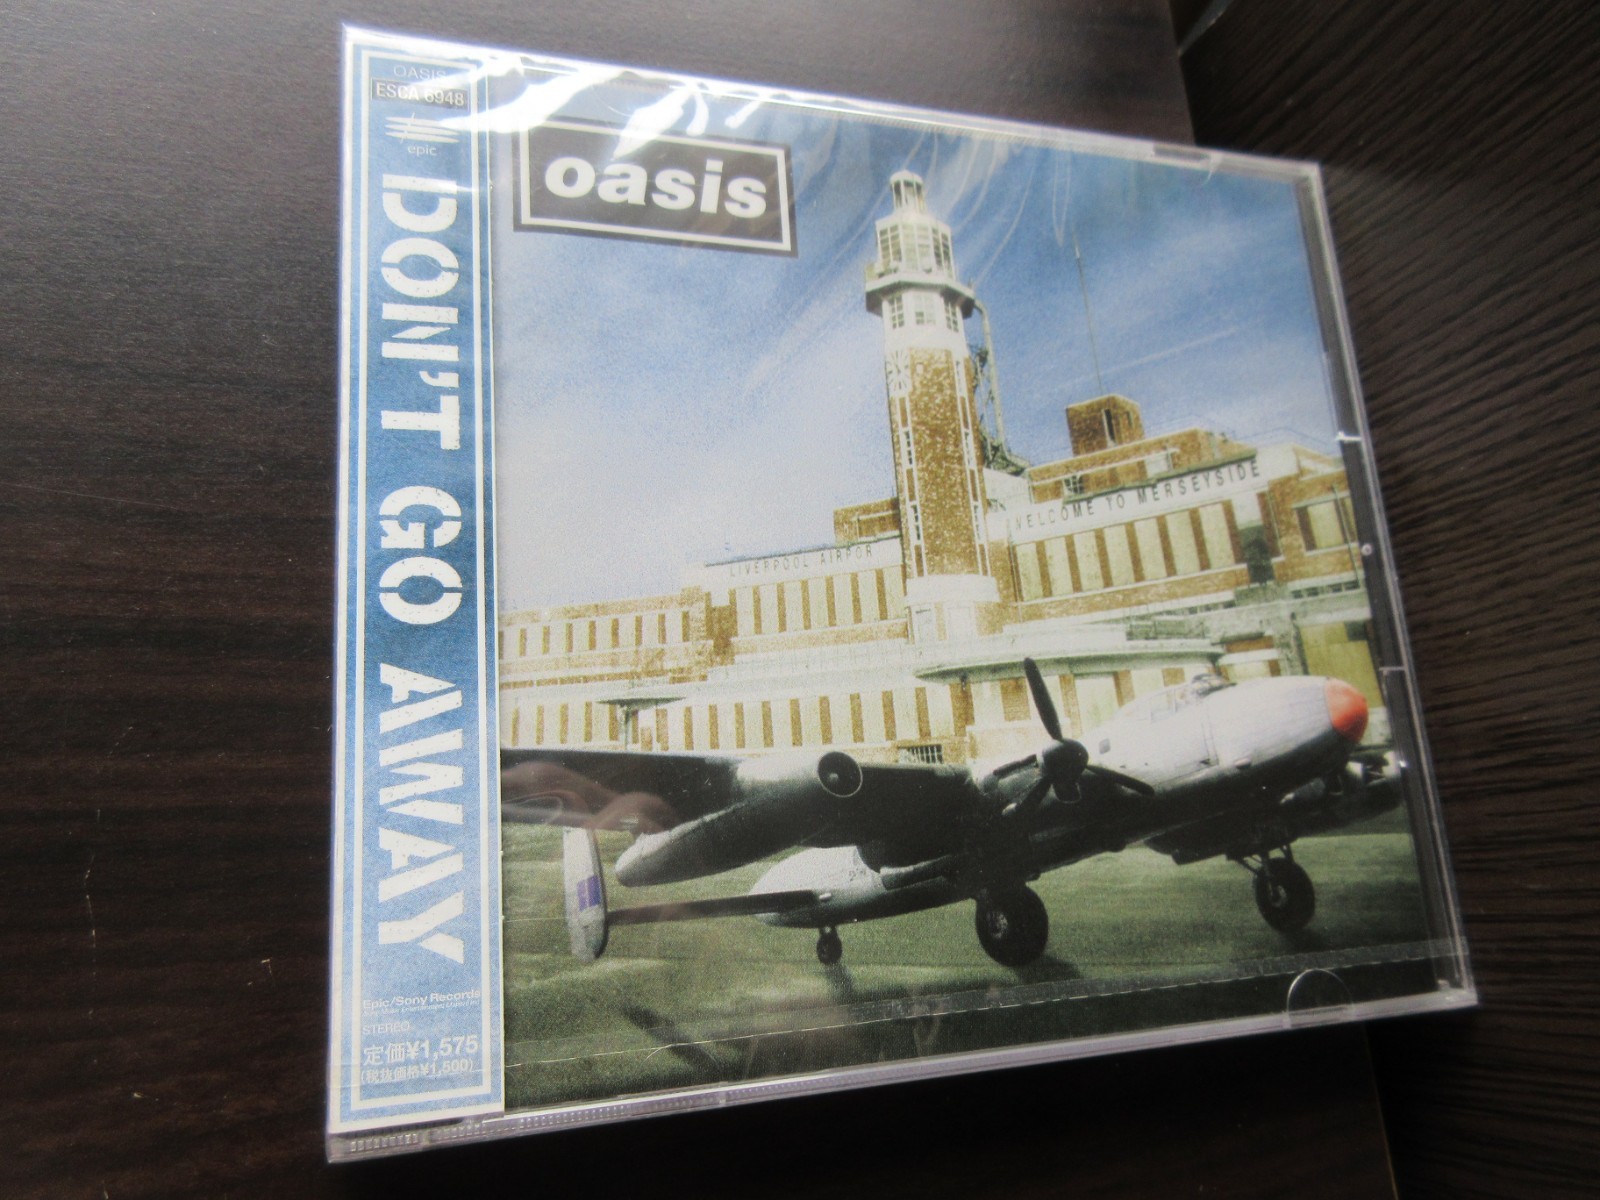 OASIS
ESCA 6948
epic
DON'T GO AWAY
Epic/Sony Records
STEREO
定価¥1,575
(税抜価格¥1,500)
oasis
LIVERPOOL AIRPOR
WELCOME TO MERSEYSIDE